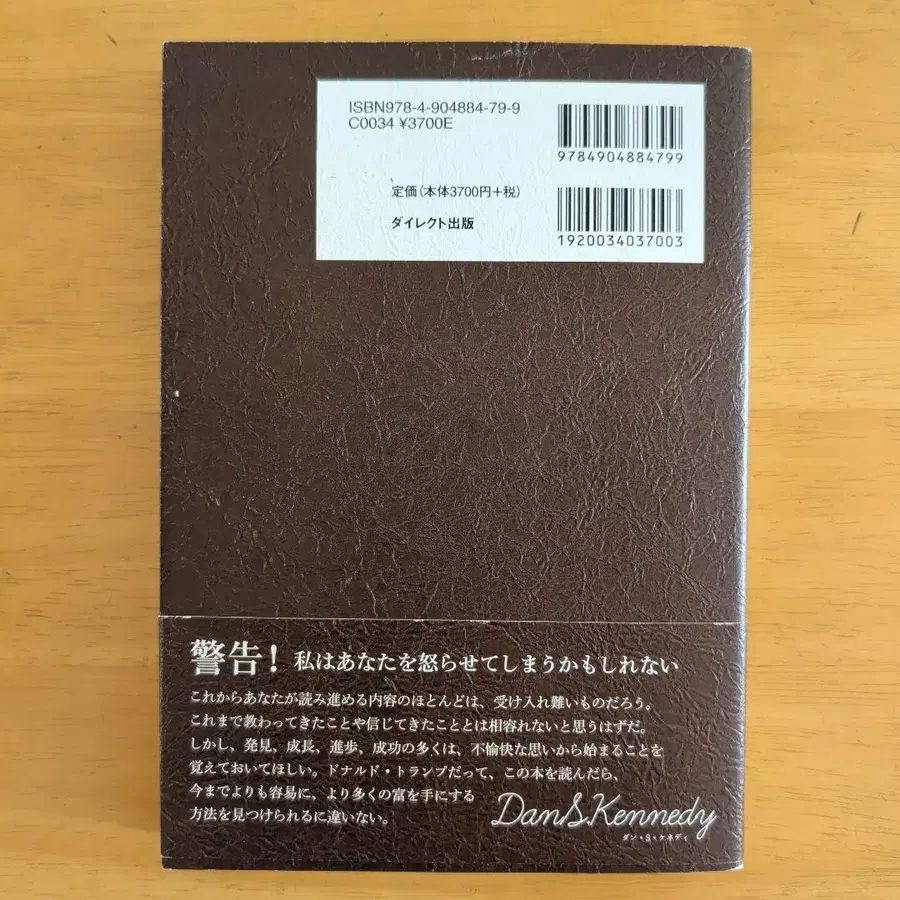 ISBN978-4-904884-79-9
C0034 ¥3700E
9784904884799
定価(本体3700円+税)
ダイレクト出版
1920034037003
警告! 私はあなたを怒らせてしまうかもしれない
これからあなたが読み進める内容のほとんどは、受け入れ難いものだろう。
これまで教わってきたことや信じてきたこととは相容れないと思うはずだ。
しかし、発見、成長、進歩、成功の多くは、不愉快な思いから始まることを
覚えておいてほしい。ドナルド・トランプだって、この本を読んだら、
今までよりも容易に、より多くの富を手にする
方法を見つけられるに違いない。
Dan S. Kennedy
ダン・S・ケネディ